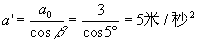 a' = a₀/cos β = 3/cos5° = 5米/秒²